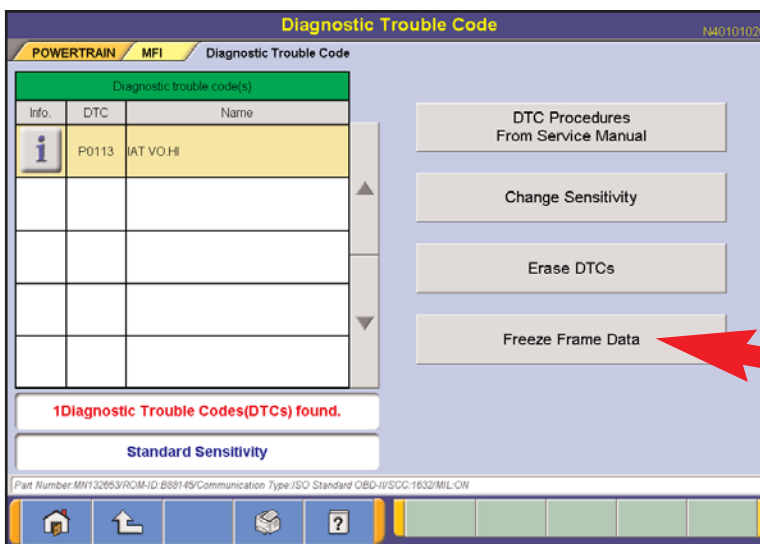 Diagnostic Trouble Code
N4010102
POWERTRAIN MFI Diagnostic Trouble Code
Diagnostic trouble code(s)
Info. DTC Name
i P0113 IAT VO.HI
DTC Procedures
From Service Manual
Change Sensitivity
Erase DTCs
Freeze Frame Data
1Diagnostic Trouble Codes(DTCs) found.
Standard Sensitivity
Part Number:MN132653/ROM-ID:B88145/Communication Type:ISO Standard OBD-II/SCC:1632/MIL:ON
?